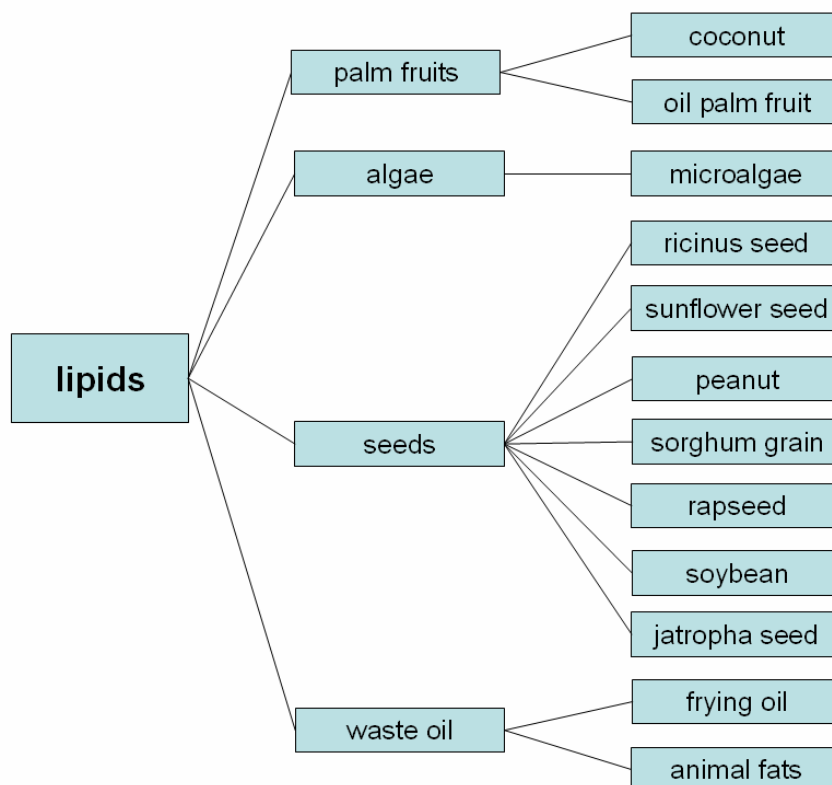 coconut
palm fruits
oil palm fruit
algae
microalgae
ricinus seed
sunflower seed
lipids
peanut
seeds
sorghum grain
rapseed
soybean
jatropha seed
frying oil
waste oil
animal fats